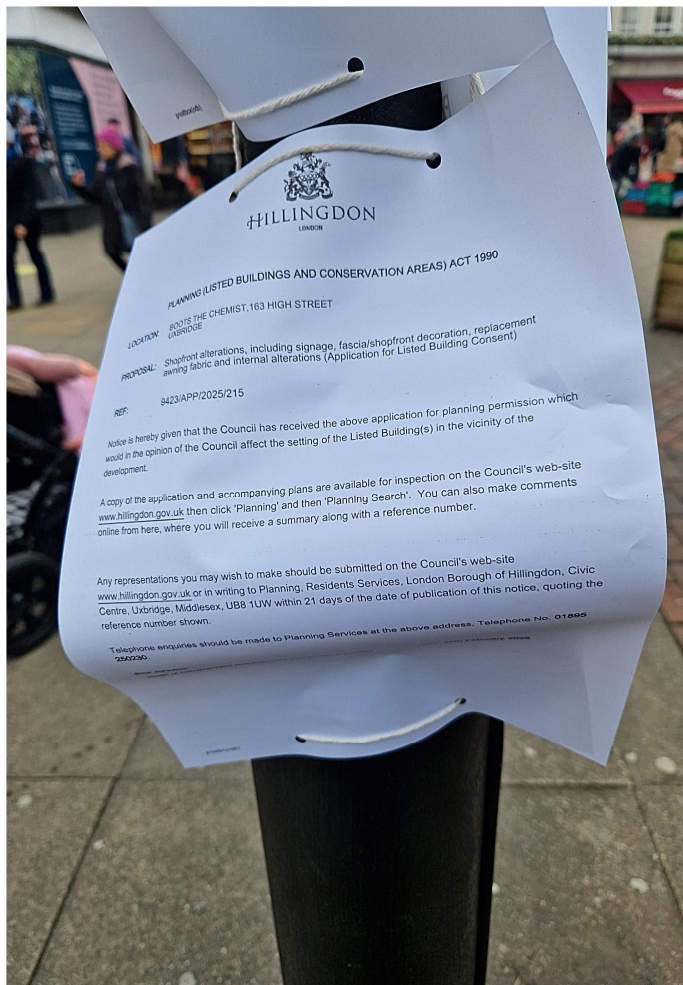 HILLINGDON
LONDON
PLANNING (LISTED BUILDINGS AND CONSERVATION AREAS) ACT 1990
LOCATION: BOOTS THE CHEMIST,163 HIGH STREET
UXBRIDGE
PROPOSAL: Shopfront alterations, including signage, fascia/shopfront decoration, replacement
awning fabric and internal alterations (Application for Listed Building Consent)
REF: 9423/APP/2025/215
Notice is hereby given that the Council has received the above application for planning permission which
would in the opinion of the Council affect the setting of the Listed Building(s) in the vicinity of the
development.
A copy of the application and accompanying plans are available for inspection on the Council's web-site
www.hillingdon.gov.uk then click 'Planning' and then 'Planning Search'. You can also make comments
online from here, where you will receive a summary along with a reference number.
Any representations you may wish to make should be submitted on the Council's web-site
www.hillingdon.gov.uk or in writing to Planning, Residents Services, London Borough of Hillingdon, Civic
Centre, Uxbridge, Middlesex, UB8 1UW within 21 days of the date of publication of this notice, quoting the
reference number shown.
Telephone enquiries should be made to Planning Services at the above address, Telephone No. 01895
250230.